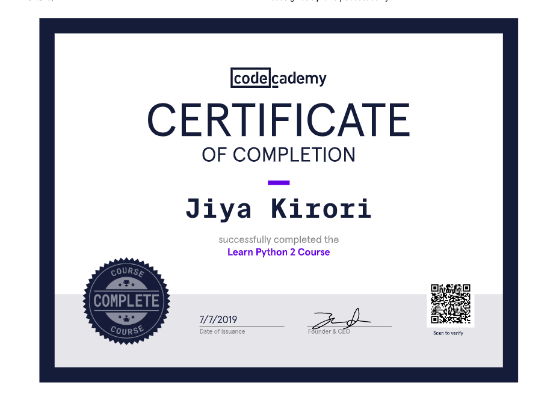 codecademy
CERTIFICATE
OF COMPLETION
Jiya Kirori
successfully completed the
Learn Python 2 Course
COURSE
COMPLETE
COURSE
7/7/2019
Date of Issuance
Founder & CEO
Scan to verify